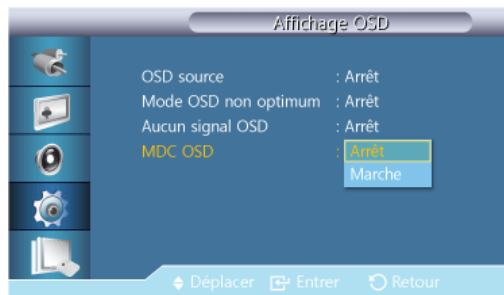 Affichage OSD
OSD source : Arrêt
Mode OSD non optimum : Arrêt
Aucun signal OSD : Arrêt
MDC OSD : Arrêt
Marche
Déplacer Entrer Retour